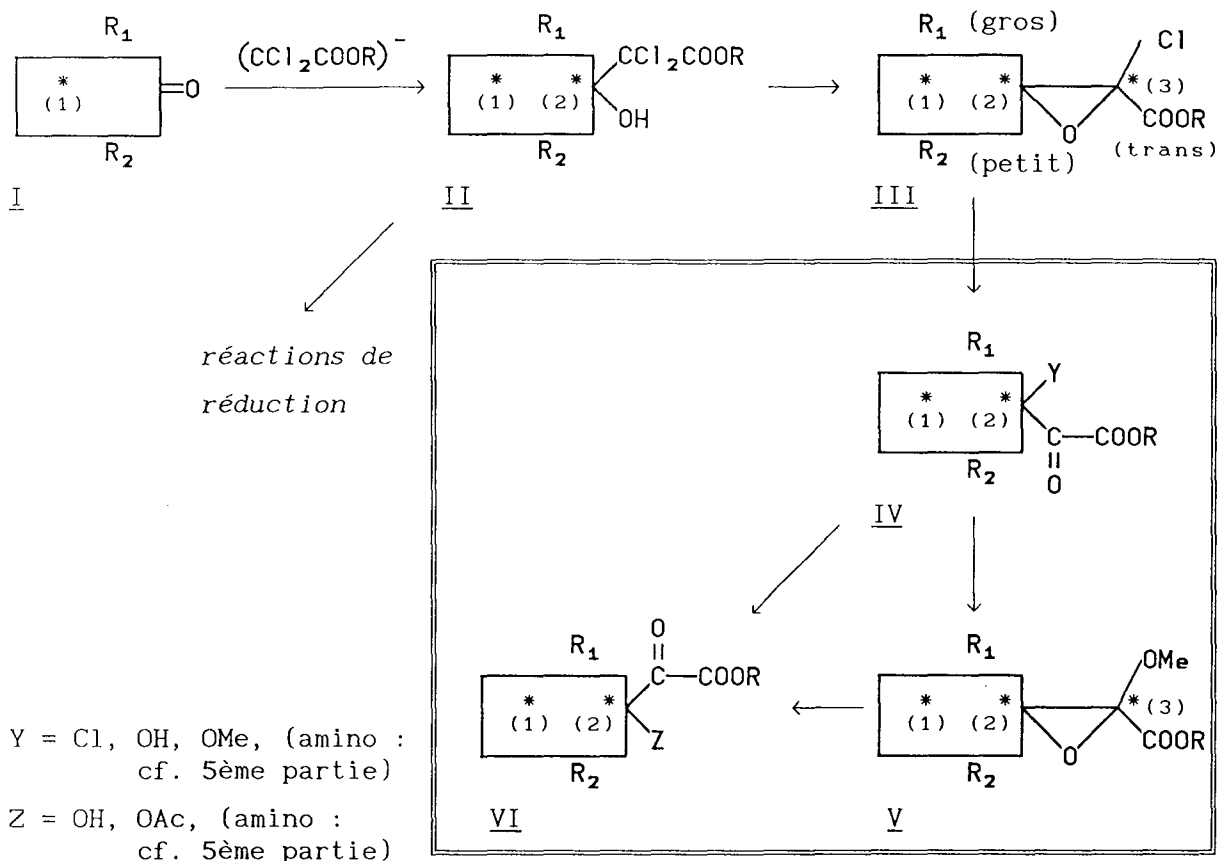 R₁
*
(1)
=O
R₂
I
(CCl₂COOR)⁻
R₁
* *
(1) (2)
CCl₂COOR
OH
R₂
II
R₁ (gros)
* *
(1) (2)
Cl
* (3)
O
COOR
(trans)
R₂ (petit)
III
réactions de
réduction
R₁
* *
(1) (2)
Y
C—COOR
O
R₂
IV
O
R₁
C—COOR
* *
(1) (2)
Z
R₂
VI
R₁
* *
(1) (2)
OMe
* (3)
O
COOR
R₂
V
Y = Cl, OH, OMe, (amino :
cf. 5ème partie)
Z = OH, OAc, (amino :
cf. 5ème partie)